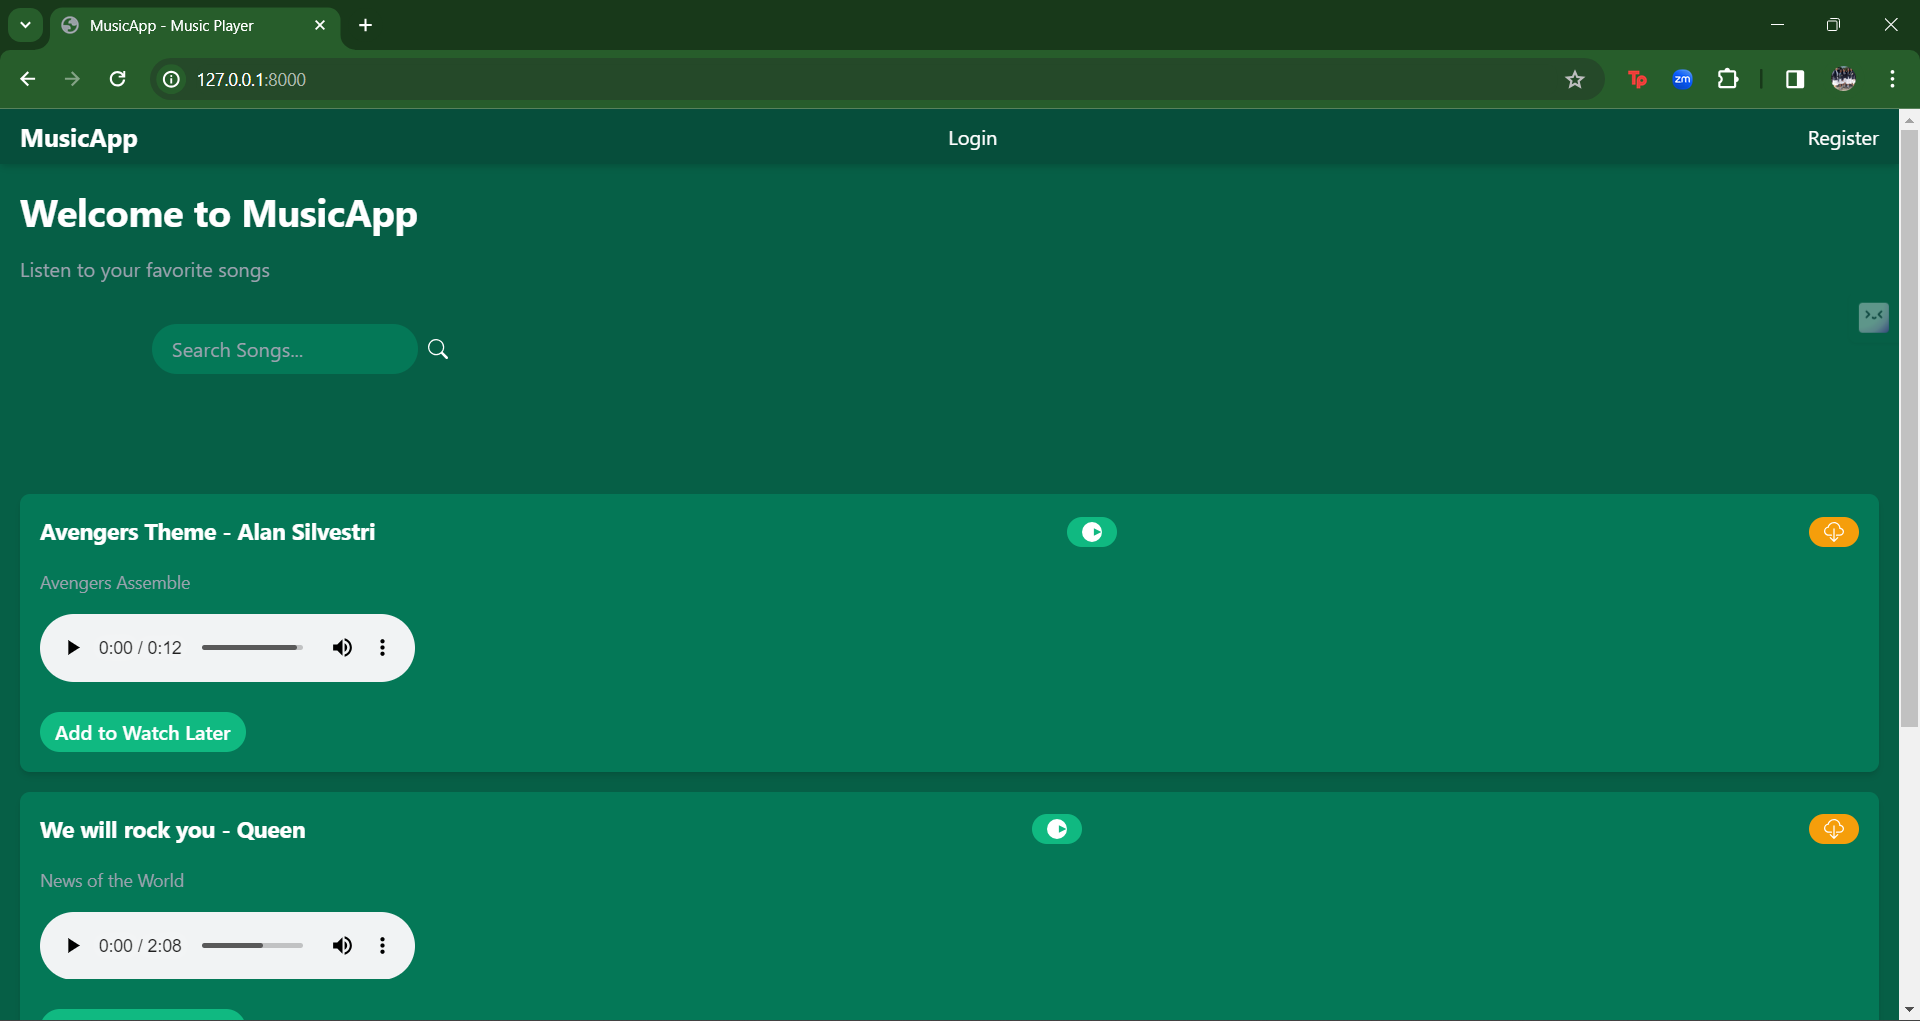 MusicApp - Music Player
127.0.0.1:8000
Tp
zm
MusicApp
Login
Register
Welcome to MusicApp
Listen to your favorite songs
Search Songs...
Avengers Theme - Alan Silvestri
Avengers Assemble
0:00 / 0:12
Add to Watch Later
We will rock you - Queen
News of the World
0:00 / 2:08